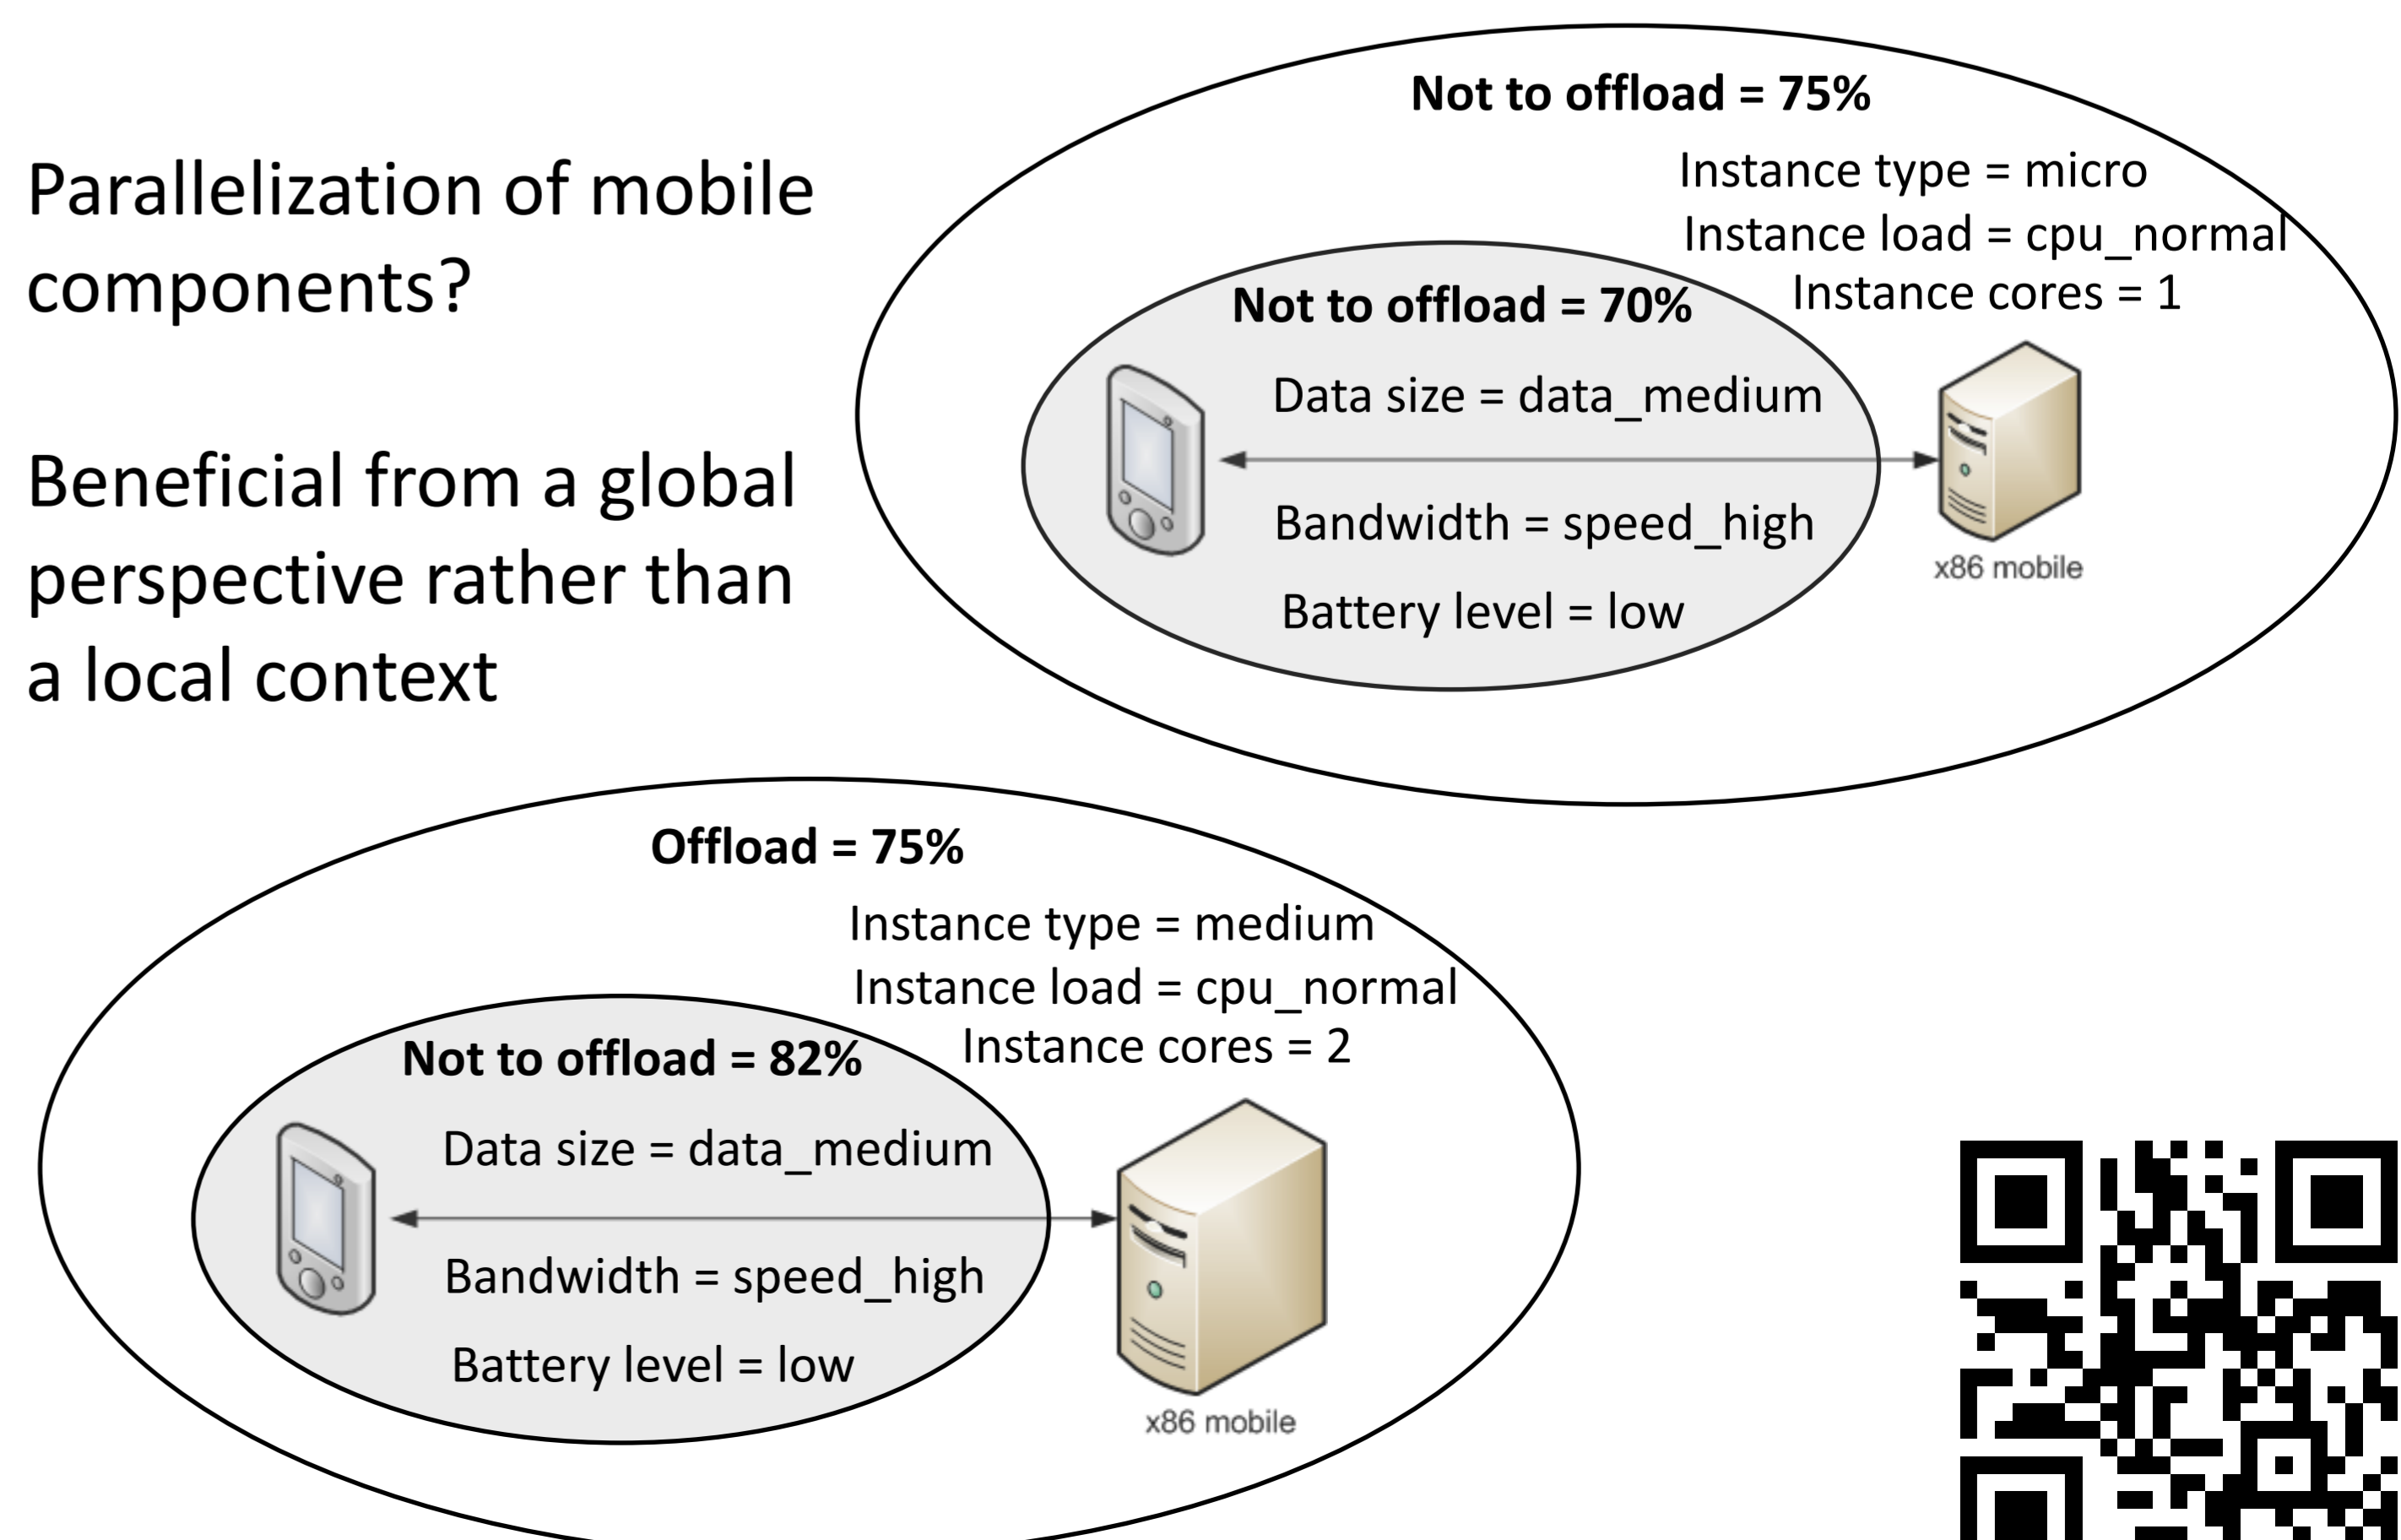 Parallelization of mobile
components?
Beneficial from a global
perspective rather than
a local context
Not to offload = 75%
Instance type = micro
Instance load = cpu_normal
Instance cores = 1
Not to offload = 70%
Data size = data_medium
Bandwidth = speed_high
Battery level = low
x86 mobile
Offload = 75%
Instance type = medium
Instance load = cpu_normal
Instance cores = 2
Not to offload = 82%
Data size = data_medium
Bandwidth = speed_high
Battery level = low
x86 mobile